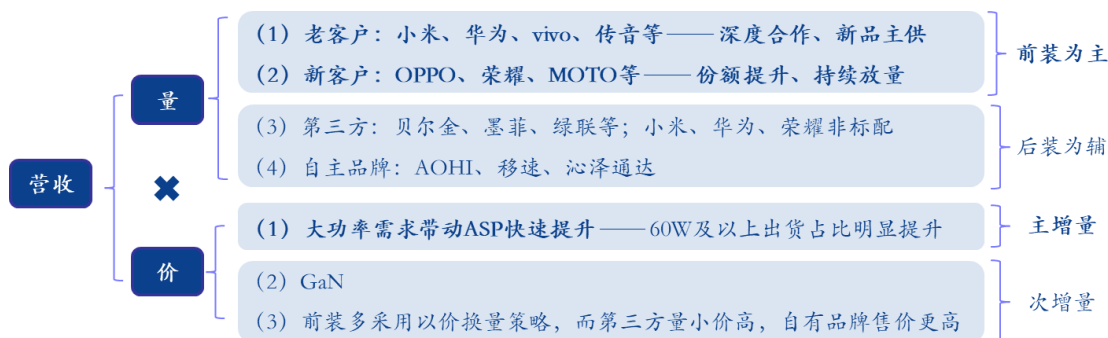 营收
量
（1）老客户：小米、华为、vivo、传音等——深度合作、新品主供
（2）新客户：OPPO、荣耀、MOTO等——份额提升、持续放量
前装为主
（3）第三方：贝尔金、墨菲、绿联等；小米、华为、荣耀非标配
（4）自主品牌：AOHI、移速、沁泽通达
后装为辅
✖
价
（1）大功率需求带动ASP快速提升——60W及以上出货占比明显提升
主增量
（2）GaN
（3）前装多采用以价换量策略，而第三方量小价高，自有品牌售价更高
次增量